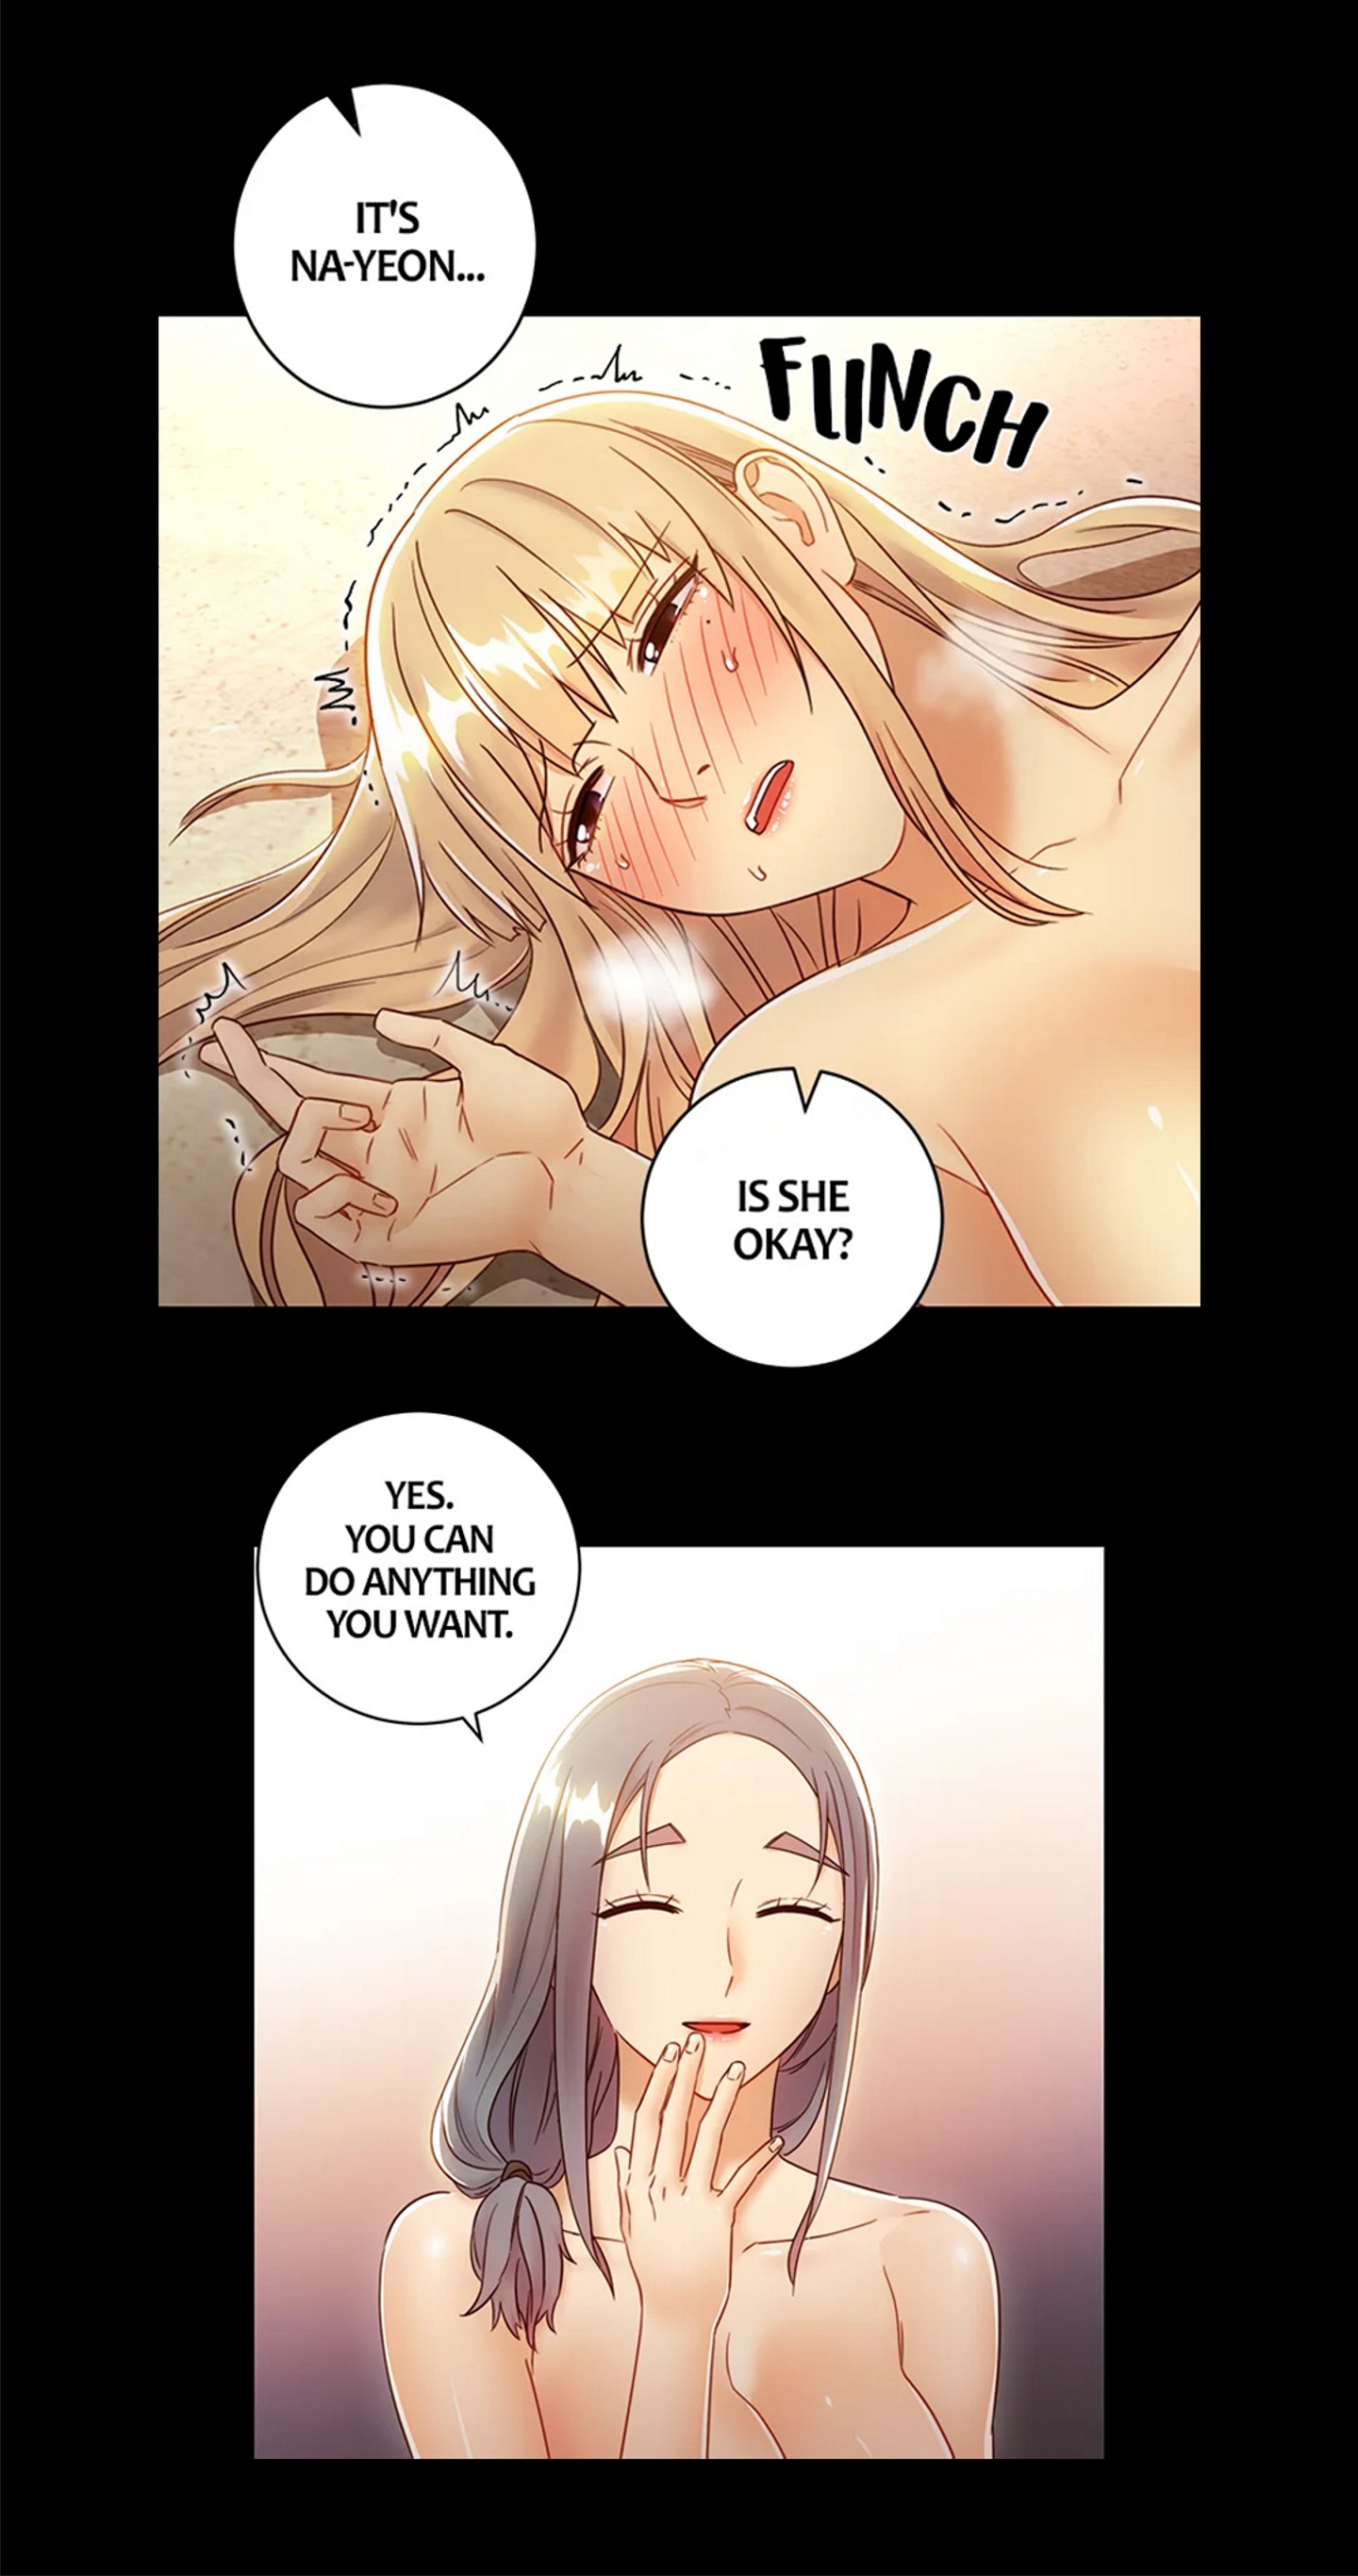 IT'S
NA-YEON...
FLINCH
IS SHE
OKAY?
YES.
YOU CAN
DO ANYTHING
YOU WANT.